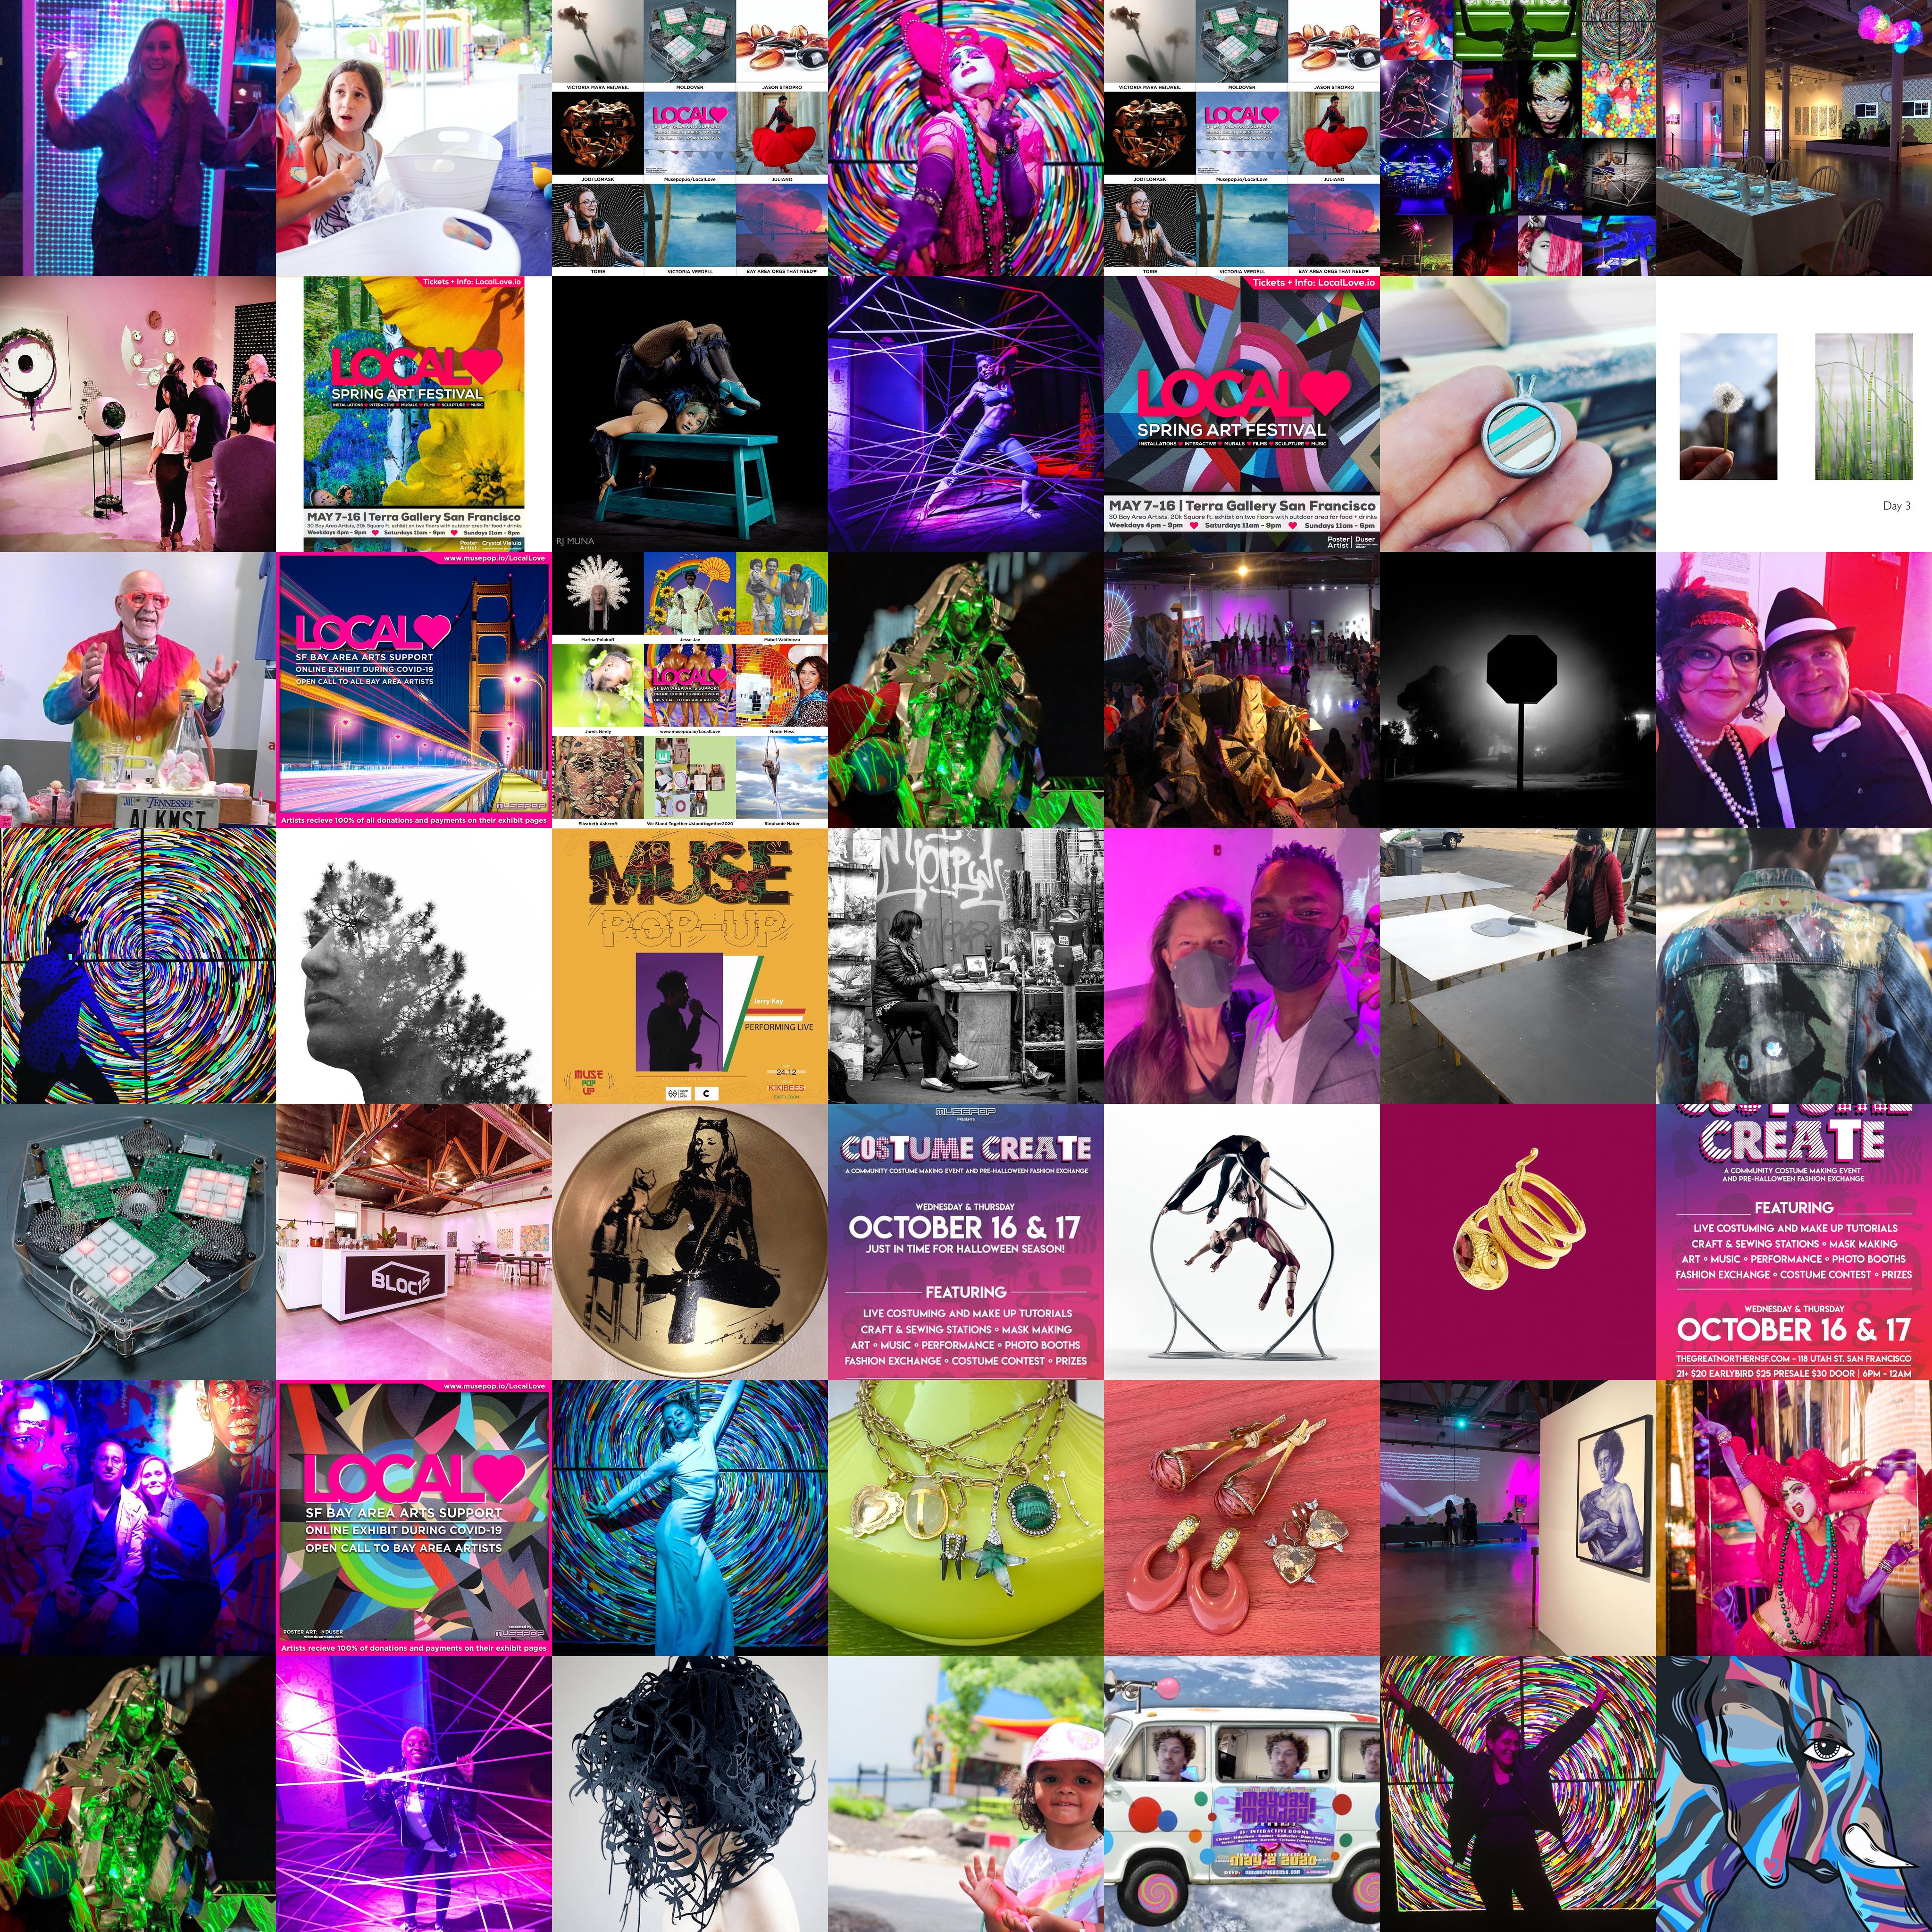 VICTORIA MARA HEILWEIL
MOLDOVER
JASON STROPKO
LOCAL
JODI LOMASK
Musepop.io/LocalLove
JULIANO
TORIE
VICTORIA VEEDELL
BAY AREA ORGS THAT NEED♥
VICTORIA MARA HEILWEIL
MOLDOVER
JASON STROPKO
LOCAL
JODI LOMASK
Musepop.io/LocalLove
JULIANO
TORIE
VICTORIA VEEDELL
BAY AREA ORGS THAT NEED♥
Tickets + Info: LocalLove.io
LOCAL♥
SPRING ART FESTIVAL
INSTALLATIONS ♥ INTERACTIVE ♥ MURALS ♥ FILMS ♥ SCULPTURE ♥ MUSIC
MAY 7-16 | Terra Gallery San Francisco
30 Bay Area Artists, 20k Square ft. exhibit on two floors with outdoor area for food + drinks
Weekdays 4pm - 9pm ♥ Saturdays 11am - 9pm ♥ Sundays 11am - 6pm
Poster Artist | Crystal Vielula
RJ MUNA
Tickets + Info: LocalLove.io
LOCAL♥
SPRING ART FESTIVAL
INSTALLATIONS ♥ INTERACTIVE ♥ MURALS ♥ FILMS ♥ SCULPTURE ♥ MUSIC
MAY 7-16 | Terra Gallery San Francisco
30 Bay Area Artists, 20k Square ft. exhibit on two floors with outdoor area for food + drinks
Weekdays 4pm - 9pm ♥ Saturdays 11am - 9pm ♥ Sundays 11am - 6pm
Poster Artist | Duser
Day 3
JUL TENNESSEE
ALKMST
www.musepop.io/LocalLove
LOCAL♥
SF BAY AREA ARTS SUPPORT
ONLINE EXHIBIT DURING COVID-19
OPEN CALL TO ALL BAY AREA ARTISTS
MUSEPOP
Artists recieve 100% of all donations and payments on their exhibit pages
Marina Polakoff
Jesse Jae
Mabel Valdiviezo
LOCAL♥
SF BAY AREA ARTS SUPPORT
ONLINE EXHIBIT DURING COVID-19
OPEN CALL TO BAY AREA ARTISTS
Jarvis Neely
www.musepop.io/LocalLove
Haute Mess
Elizabeth Ashcroft
We Stand Together #standtogether2020
Stephanie Haber
MUSE
POP-UP
Jerry Kay
PERFORMING LIVE
MUSE
POP
UP
24.12
KIKIBEES
C
COSTUME CREATE
MUSEPOP
PRESENTS
A COMMUNITY COSTUME MAKING EVENT AND PRE-HALLOWEEN FASHION EXCHANGE
WEDNESDAY & THURSDAY
OCTOBER 16 & 17
JUST IN TIME FOR HALLOWEEN SEASON!
FEATURING
LIVE COSTUMING AND MAKE UP TUTORIALS
CRAFT & SEWING STATIONS ∘ MASK MAKING
ART ∘ MUSIC ∘ PERFORMANCE ∘ PHOTO BOOTHS
FASHION EXCHANGE ∘ COSTUME CONTEST ∘ PRIZES
BLOC15
CREATE
A COMMUNITY COSTUME MAKING EVENT
AND PRE-HALLOWEEN FASHION EXCHANGE
FEATURING
LIVE COSTUMING AND MAKE UP TUTORIALS
CRAFT & SEWING STATIONS ∘ MASK MAKING
ART ∘ MUSIC ∘ PERFORMANCE ∘ PHOTO BOOTHS
FASHION EXCHANGE ∘ COSTUME CONTEST ∘ PRIZES
WEDNESDAY & THURSDAY
OCTOBER 16 & 17
THEGREATNORTHERNSF.COM - 118 UTAH ST. SAN FRANCISCO
21+ $20 EARLYBIRD $25 PRESALE $30 DOOR | 6PM - 12AM
www.musepop.io/LocalLove
LOCAL♥
SF BAY AREA ARTS SUPPORT
ONLINE EXHIBIT DURING COVID-19
OPEN CALL TO BAY AREA ARTISTS
POSTER ART: @DUSER
presented by
MUSEPOP
Artists recieve 100% of donations and payments on their exhibit pages
mayday
mayday
MAY 2 2020